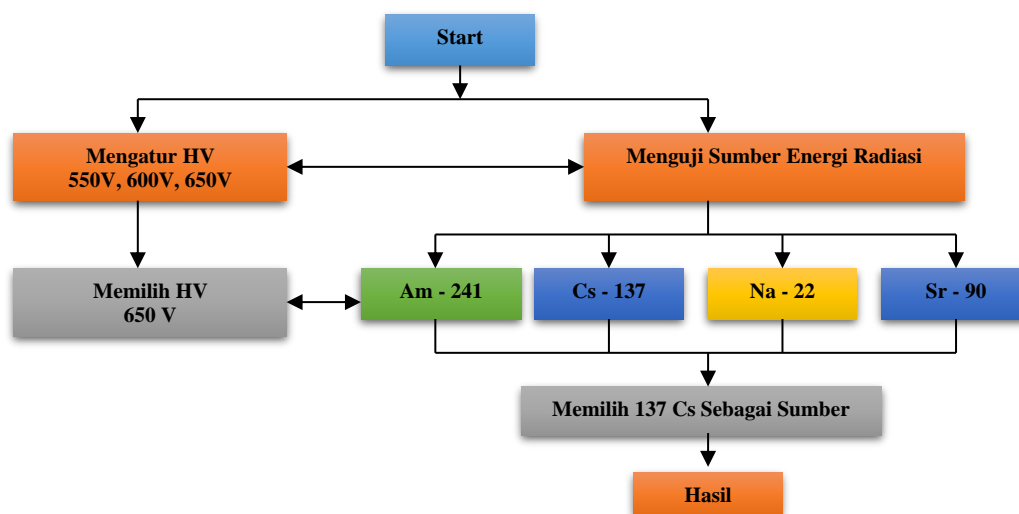 Start
Mengatur HV
550V, 600V, 650V
Menguji Sumber Energi Radiasi
Memilih HV
650 V
Am - 241
Cs - 137
Na - 22
Sr - 90
Memilih 137 Cs Sebagai Sumber
Hasil